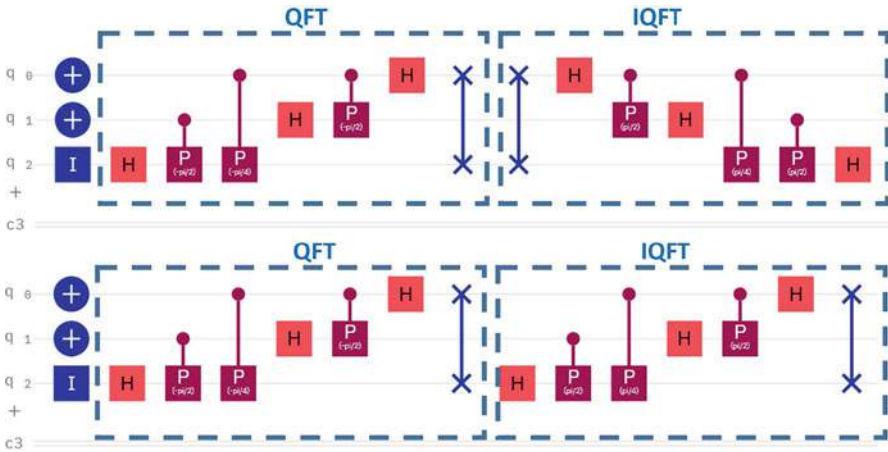 QFT IQFT
q 0 + H H
q 1 + H P (-pi/2) P (pi/2) H
q 2 I H P (-pi/2) P (-pi/4) P (pi/4) P (pi/2) H
+
c3
QFT IQFT
q 0 + H H
q 1 + H P (-pi/2) H P (pi/2)
q 2 I H P (-pi/2) P (-pi/4) H P (pi/2) P (pi/4)
+
c3